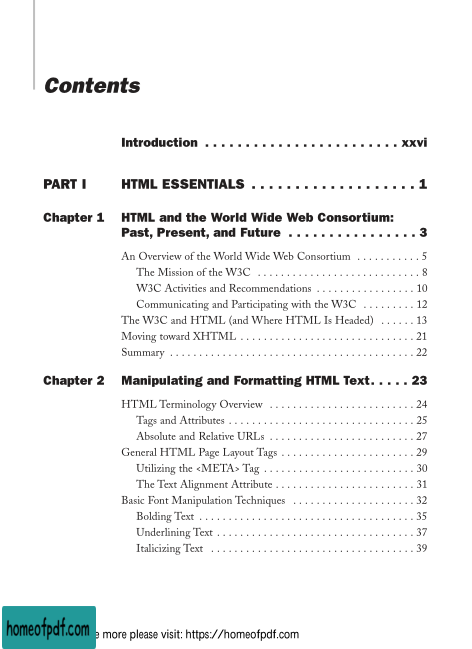 Contents
Introduction . . . . . . . . . . . . . . . . . . . . . . . . xxvi
PART I HTML ESSENTIALS . . . . . . . . . . . . . . . . . . 1
Chapter 1 HTML and the World Wide Web Consortium:
Past, Present, and Future . . . . . . . . . . . . . . . . 3
An Overview of the World Wide Web Consortium . . . . . . . . . . . 5
The Mission of the W3C . . . . . . . . . . . . . . . . . . . . . . . . . . . . 8
W3C Activities and Recommendations . . . . . . . . . . . . . . . . . 10
Communicating and Participating with the W3C . . . . . . . . . 12
The W3C and HTML (and Where HTML Is Headed) . . . . . . 13
Moving toward XHTML . . . . . . . . . . . . . . . . . . . . . . . . . . . . . . 21
Summary . . . . . . . . . . . . . . . . . . . . . . . . . . . . . . . . . . . . . . . . . . 22
Chapter 2 Manipulating and Formatting HTML Text. . . . . 23
HTML Terminology Overview . . . . . . . . . . . . . . . . . . . . . . . . . 24
Tags and Attributes . . . . . . . . . . . . . . . . . . . . . . . . . . . . . . . . 25
Absolute and Relative URLs . . . . . . . . . . . . . . . . . . . . . . . . . 27
General HTML Page Layout Tags . . . . . . . . . . . . . . . . . . . . . . . 29
Utilizing the <META> Tag . . . . . . . . . . . . . . . . . . . . . . . . . . 30
The Text Alignment Attribute . . . . . . . . . . . . . . . . . . . . . . . . 31
Basic Font Manipulation Techniques . . . . . . . . . . . . . . . . . . . . . 32
Bolding Text . . . . . . . . . . . . . . . . . . . . . . . . . . . . . . . . . . . . . 35
Underlining Text . . . . . . . . . . . . . . . . . . . . . . . . . . . . . . . . . . 37
Italicizing Text . . . . . . . . . . . . . . . . . . . . . . . . . . . . . . . . . . . 39
homeofpdf.com more please visit: https://homeofpdf.com